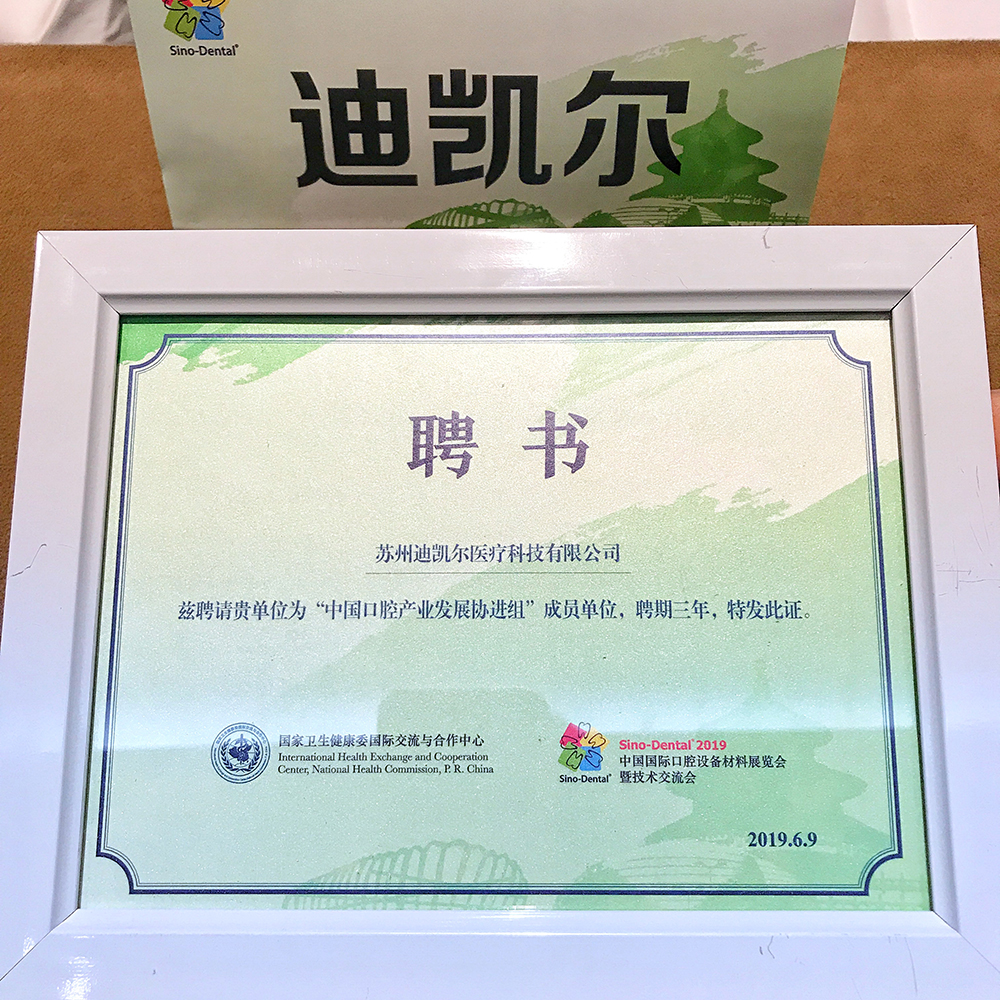 Sino-Dental®
迪凯尔
聘 书
苏州迪凯尔医疗科技有限公司
兹聘请贵单位为“中国口腔产业发展协进组”成员单位，聘期三年，特发此证。
国家卫生健康委国际交流与合作中心
International Health Exchange and Cooperation
Center, National Health Commission, P. R. China
Sino-Dental®
Sino-Dental® 2019
中国国际口腔设备材料展览会
暨技术交流会
2019.6.9